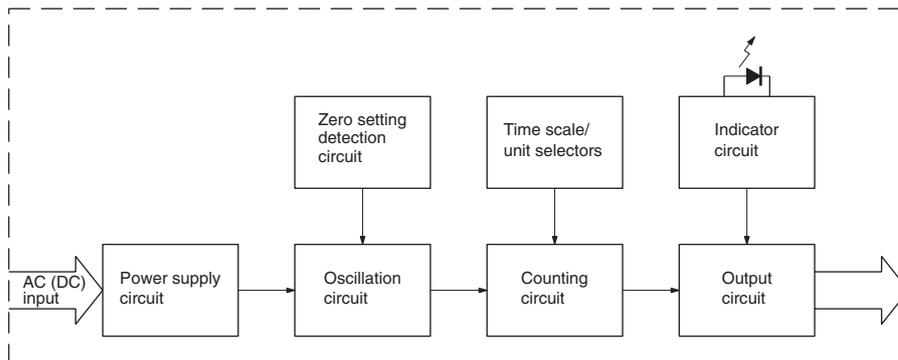 Zero setting
detection
circuit
Time scale/
unit selectors
Indicator
circuit
AC (DC)
input
Power supply
circuit
Oscillation
circuit
Counting
circuit
Output
circuit